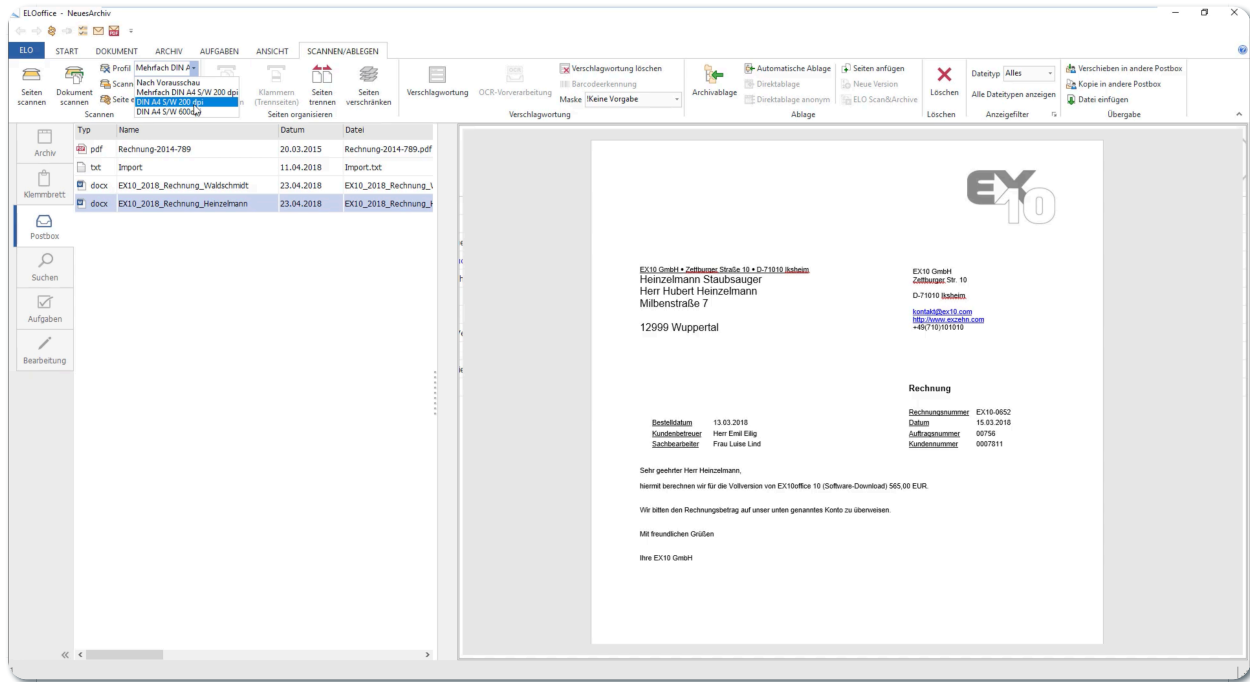 ELOoffice - NeuesArchiv
ELO START DOKUMENT ARCHIV AUFGABEN ANSICHT SCANNEN/ABLEGEN
Seiten scannen
Dokument scannen
Profil Mehrfach DIN A
Scann
Seite
Nach Vorausschau
Mehrfach DIN A4 S/W 200 dpi
DIN A4 S/W 200 dpi
DIN A4 S/W 600dpi
Scannen
Klammern (Trennseiten)
Seiten trennen
Seiten verschränken
Seiten organisieren
Verschlagwortung
OCR-Vorverarbeitung
Verschlagwortung löschen
Barcodeerkennung
Maske !Keine Vorgabe
Verschlagwortung
Archivablage
Automatische Ablage
Direktablage
Direktablage anonym
Seiten anfügen
Neue Version
ELO Scan&Archive
Ablage
Löschen
Löschen
Dateityp Alles
Alle Dateitypen anzeigen
Anzeigefilter
Verschieben in andere Postbox
Kopie in andere Postbox
Datei einfügen
Übergabe
Archiv
Klemmbrett
Postbox
Suchen
Aufgaben
Bearbeitung
Typ Name Datum Datei
pdf Rechnung-2014-789 20.03.2015 Rechnung-2014-789.pdf
txt Import 11.04.2018 Import.txt
docx EX10_2018_Rechnung_Waldschmidt 23.04.2018 EX10_2018_Rechnung_
docx EX10_2018_Rechnung_Heinzelmann 23.04.2018 EX10_2018_Rechnung_
EX10
EX10 GmbH • Zettburger Straße 10 • D-71010 Iksheim
Heinzelmann Staubsauger
Herr Hubert Heinzelmann
Milbenstraße 7
12999 Wuppertal
EX10 GmbH
Zettburger Str. 10
D-71010 Iksheim
kontakt@ex10.com
http://www.exzehn.com
+49(710)101010
Rechnung
Rechnungsnummer EX10-0652
Datum 15.03.2018
Auftragsnummer 00756
Kundennummer 0007811
Bestelldatum 13.03.2018
Kundenbetreuer Herr Emil Eilig
Sachbearbeiter Frau Luise Lind
Sehr geehrter Herr Heinzelmann,
hiermit berechnen wir für die Vollversion von EX10office 10 (Software-Download) 565,00 EUR.
Wir bitten den Rechnungsbetrag auf unser unten genanntes Konto zu überweisen.
Mit freundlichen Grüßen
Ihre EX10 GmbH